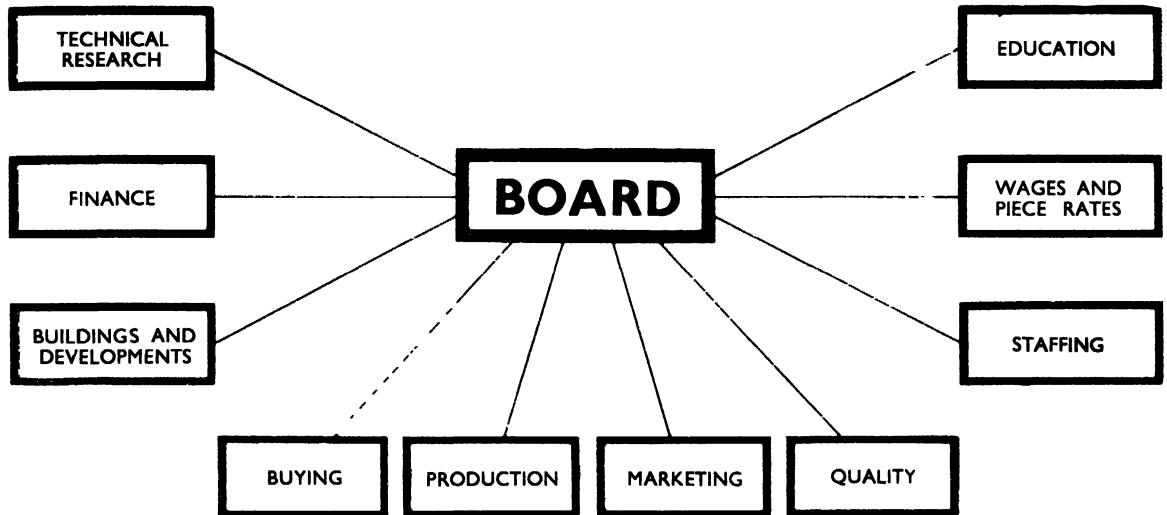 TECHNICAL
RESEARCH
EDUCATION
BOARD
FINANCE
WAGES AND
PIECE RATES
BUILDINGS AND
DEVELOPMENTS
STAFFING
BUYING
PRODUCTION
MARKETING
QUALITY